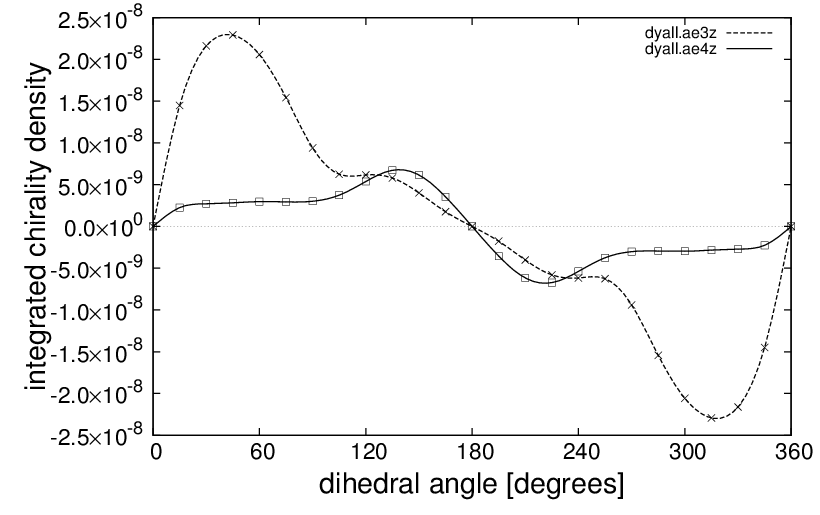 2.5×10⁻⁸
2.0×10⁻⁸
1.5×10⁻⁸
1.0×10⁻⁸
5.0×10⁻⁹
0.0×10⁰
-5.0×10⁻⁹
-1.0×10⁻⁸
-1.5×10⁻⁸
-2.0×10⁻⁸
-2.5×10⁻⁸
integrated chirality density
dyall.ae3z
dyall.ae4z
0 60 120 180 240 300 360
dihedral angle [degrees]